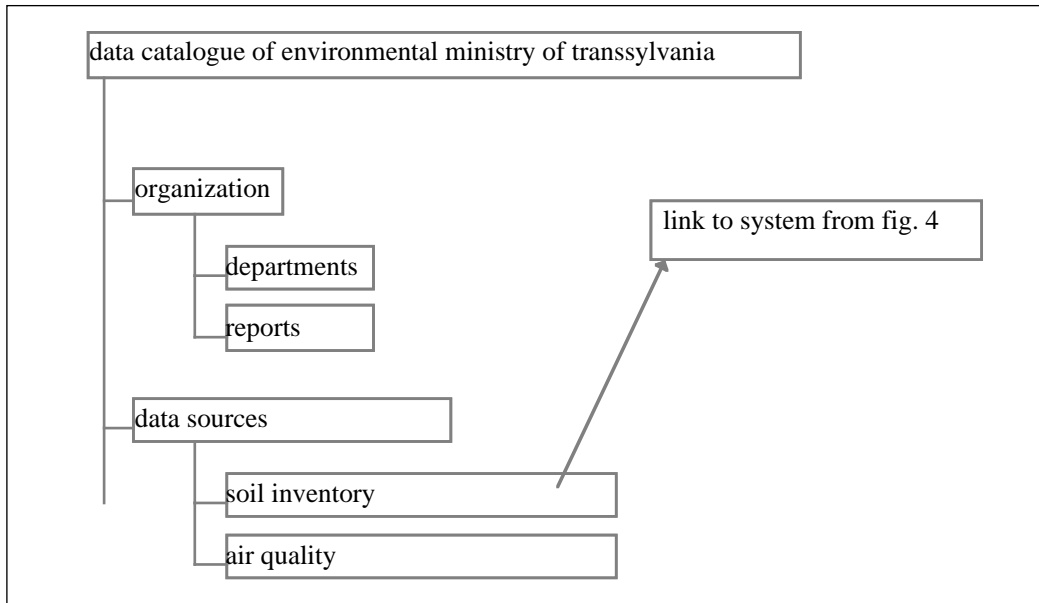 data catalogue of environmental ministry of transsylvania
organization
link to system from fig. 4
departments
reports
data sources
soil inventory
air quality